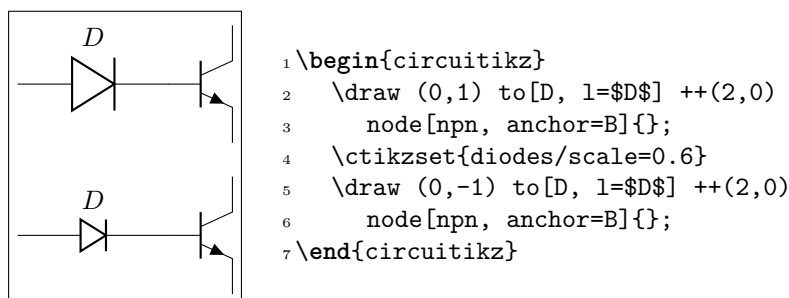 D
D
1 \begin{circuitikz}
2 \draw (0,1) to[D, l=$D$] ++(2,0)
3 node[npn, anchor=B]{};
4 \ctikzset{diodes/scale=0.6}
5 \draw (0,-1) to[D, l=$D$] ++(2,0)
6 node[npn, anchor=B]{};
7 \end{circuitikz}